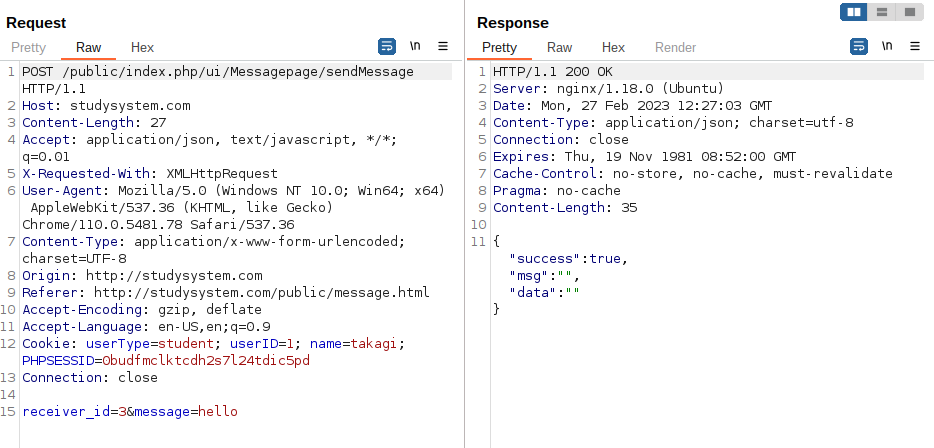 Request
Pretty Raw Hex
\n
1 POST /public/index.php/ui/Messagepage/sendMessage
HTTP/1.1
2 Host: studysystem.com
3 Content-Length: 27
4 Accept: application/json, text/javascript, */*;
q=0.01
5 X-Requested-With: XMLHttpRequest
6 User-Agent: Mozilla/5.0 (Windows NT 10.0; Win64; x64)
AppleWebKit/537.36 (KHTML, like Gecko)
Chrome/110.0.5481.78 Safari/537.36
7 Content-Type: application/x-www-form-urlencoded;
charset=UTF-8
8 Origin: http://studysystem.com
9 Referer: http://studysystem.com/public/message.html
10 Accept-Encoding: gzip, deflate
11 Accept-Language: en-US,en;q=0.9
12 Cookie: userType=student; userID=1; name=takagi;
PHPSESSID=0budfmclktcdh2s7l24tdic5pd
13 Connection: close
14
15 receiver_id=3&message=hello
Response
Pretty Raw Hex Render
\n
1 HTTP/1.1 200 OK
2 Server: nginx/1.18.0 (Ubuntu)
3 Date: Mon, 27 Feb 2023 12:27:03 GMT
4 Content-Type: application/json; charset=utf-8
5 Connection: close
6 Expires: Thu, 19 Nov 1981 08:52:00 GMT
7 Cache-Control: no-store, no-cache, must-revalidate
8 Pragma: no-cache
9 Content-Length: 35
10
11 {
"success":true,
"msg":"",
"data":""
}